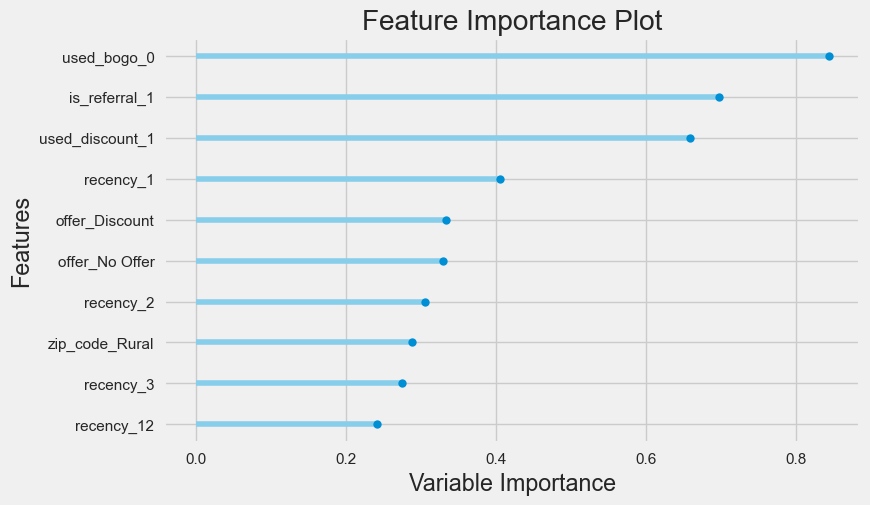 Feature Importance Plot
used_bogo_0
is_referral_1
used_discount_1
recency_1
offer_Discount
offer_No Offer
recency_2
zip_code_Rural
recency_3
recency_12
Features
0.0 0.2 0.4 0.6 0.8
Variable Importance